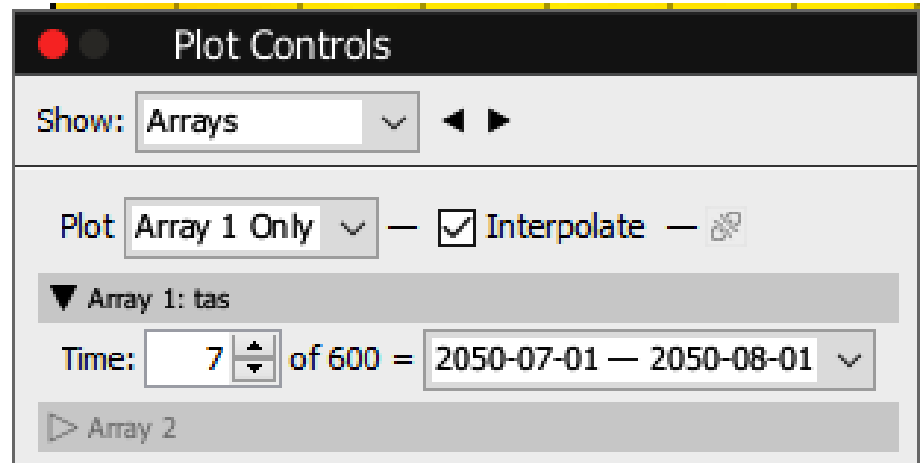 Plot Controls
Show: Arrays
Plot Array 1 Only — Interpolate —
Array 1: tas
Time: 7 of 600 = 2050-07-01 — 2050-08-01
Array 2